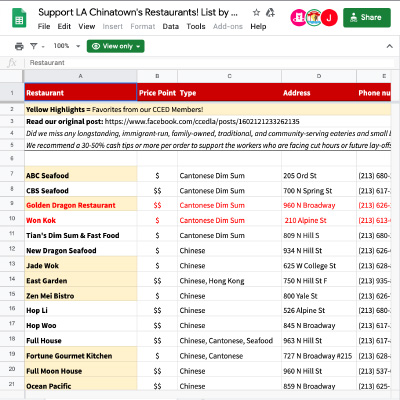 Support LA Chinatown's Restaurants! List by ...
File Edit View Insert Format Data Tools Add-ons Help
J
Share
100%
View only
fx Restaurant
A B C D E
1 Restaurant Price Point Type Address Phone nu
2 Yellow Highlights = Favorites from our CCED Members!
3 Read our original post: https://www.facebook.com/ccedla/posts/1602121233262135
4 Did we miss any longstanding, immigrant-run, family-owned, traditional, and community-serving eateries and small b
5 We recommend a 30-50% cash tips or more per order to support the workers who are facing cut hours or future lay-offs
6
7 ABC Seafood $ Cantonese Dim Sum 205 Ord St (213) 680-
8 CBS Seafood $$ Cantonese Dim Sum 700 N Spring St (213) 617-
9 Golden Dragon Restaurant $$ Cantonese Dim Sum 960 N Broadway (213) 626-
10 Won Kok $ Cantonese Dim Sum 210 Alpine St (213) 613-
11 Tian's Dim Sum & Fast Food $ Cantonese Dim Sum 809 N Hill S (213) 680-
12 New Dragon Seafood $ Chinese 934 N Hill St (213) 626-
13 Jade Wok $ Chinese 625 W College St (213) 628-
14 East Garden $$ Chinese, Hong Kong 750 N Hill St F (213) 935-
15 Zen Mei Bistro $ Chinese 800 Yale St (213) 626-
16 Hop Li $$ Chinese 526 Alpine St (213) 680-
17 Hop Woo $$ Chinese 845 N Broadway (213) 617-
18 Full House $$ Chinese, Cantonese, Seafood 963 N Hill St (213) 617-
19 Fortune Gourmet Kitchen $ Chinese, Cantonese 727 N Broadway #215 (213) 628-
20 Full Moon House $$ Chinese, Cantonese 960 N Hill St (213) 537-
21 Ocean Pacific $$ Chinese, Cantonese 859 N Broadway (213) 625-